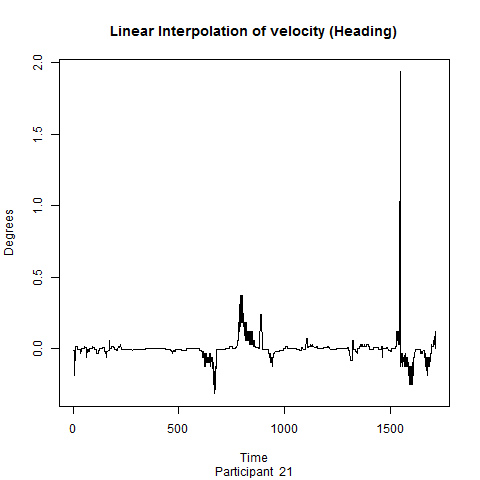 Linear Interpolation of velocity (Heading)
Degrees
2.0
1.5
1.0
0.5
0.0
0 500 1000 1500
Time
Participant 21